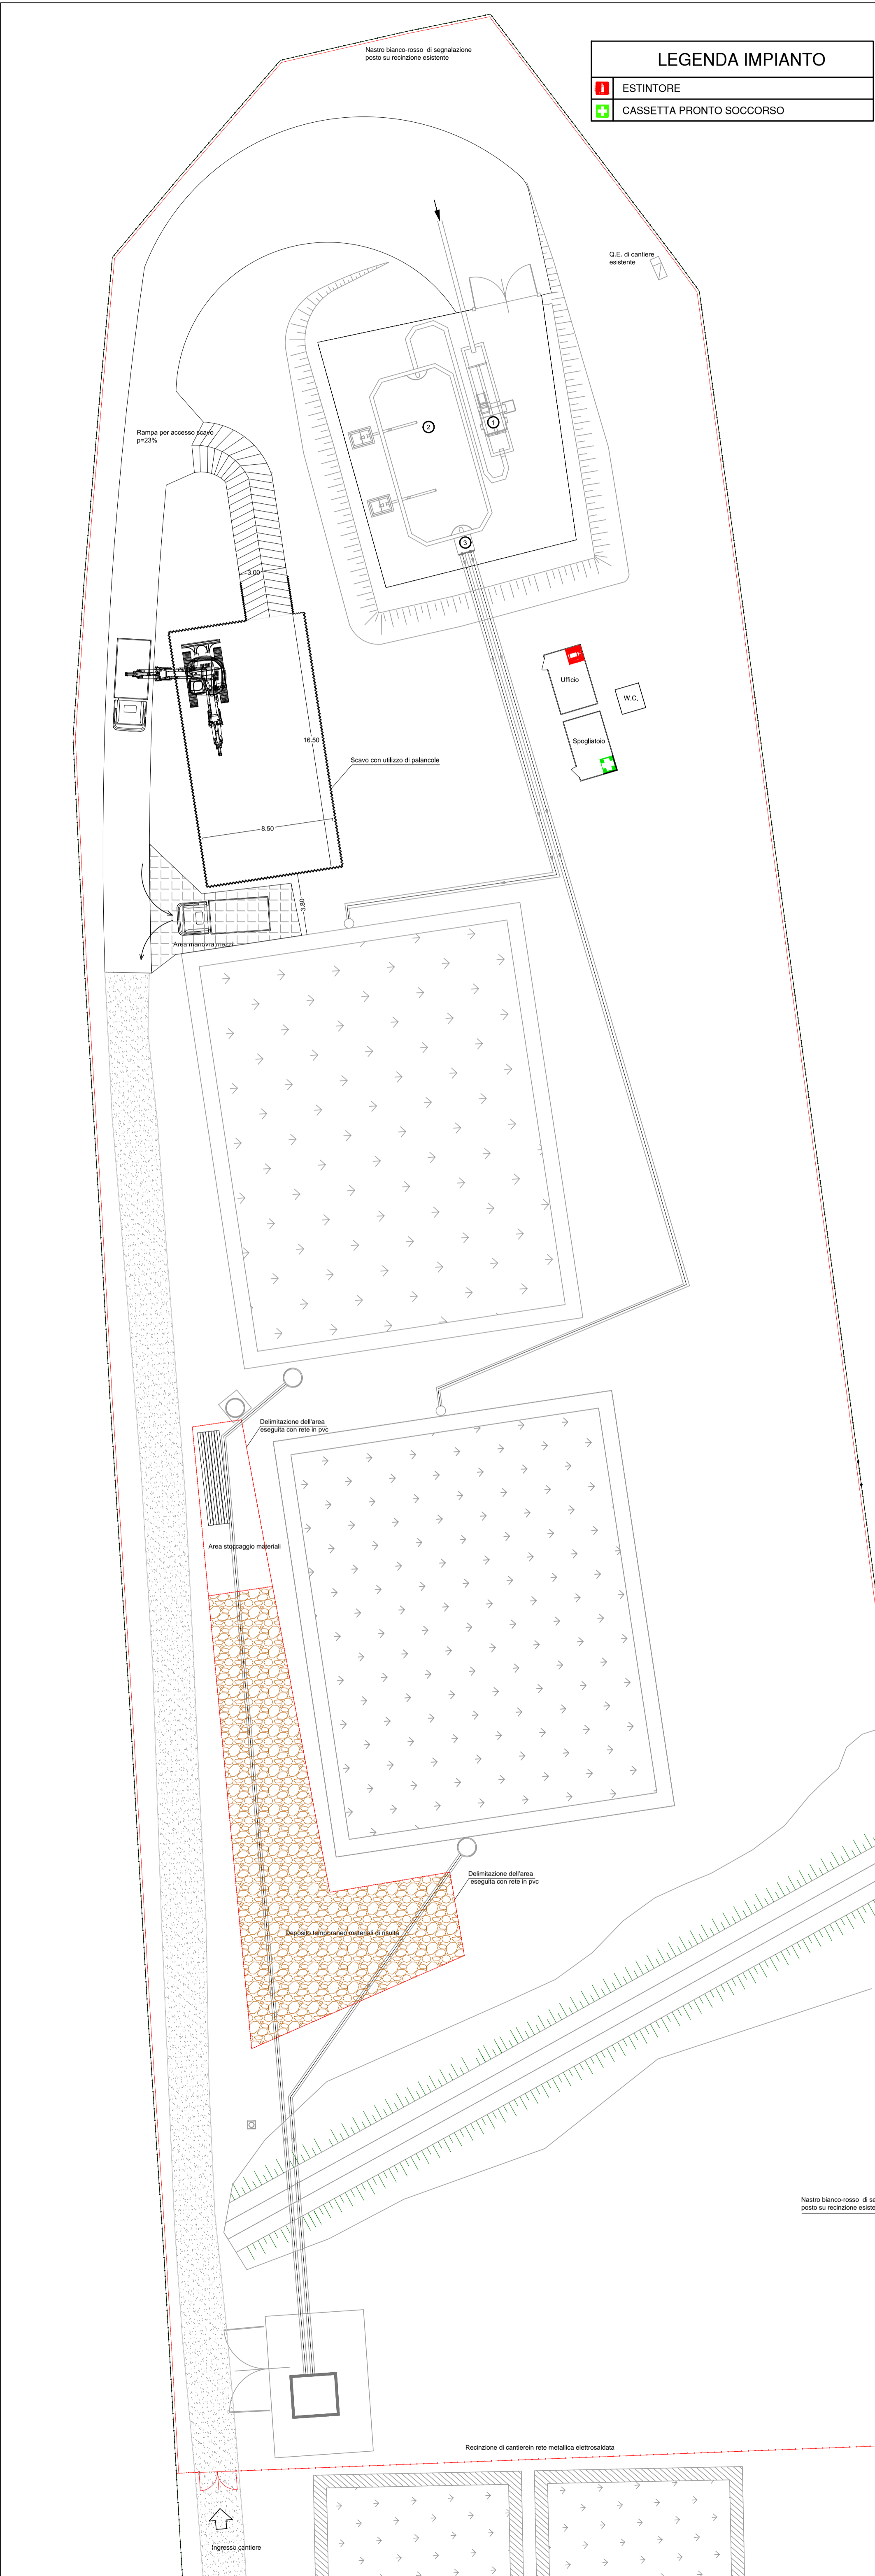 Nastro bianco-rosso di segnalazione
posto su recinzione esistente
LEGENDA IMPIANTO
ESTINTORE
CASSETTA PRONTO SOCCORSO
Q.E. di cantiere
esistente
Rampa per accesso scavo
p=23%
1
2
3
3.00
Ufficio
W.C.
Spogliatoio
16.50
Scavo con utilizzo di palancole
8.50
3.80
Area manovra mezzi
Delimitazione dell'area
eseguita con rete in pvc
Area stoccaggio materiali
Delimitazione dell'area
eseguita con rete in pvc
Deposito temporaneo materiali di risulta
Nastro bianco-rosso di se
posto su recinzione esiste
Recinzione di cantierein rete metallica elettrosaldata
Ingresso cantiere